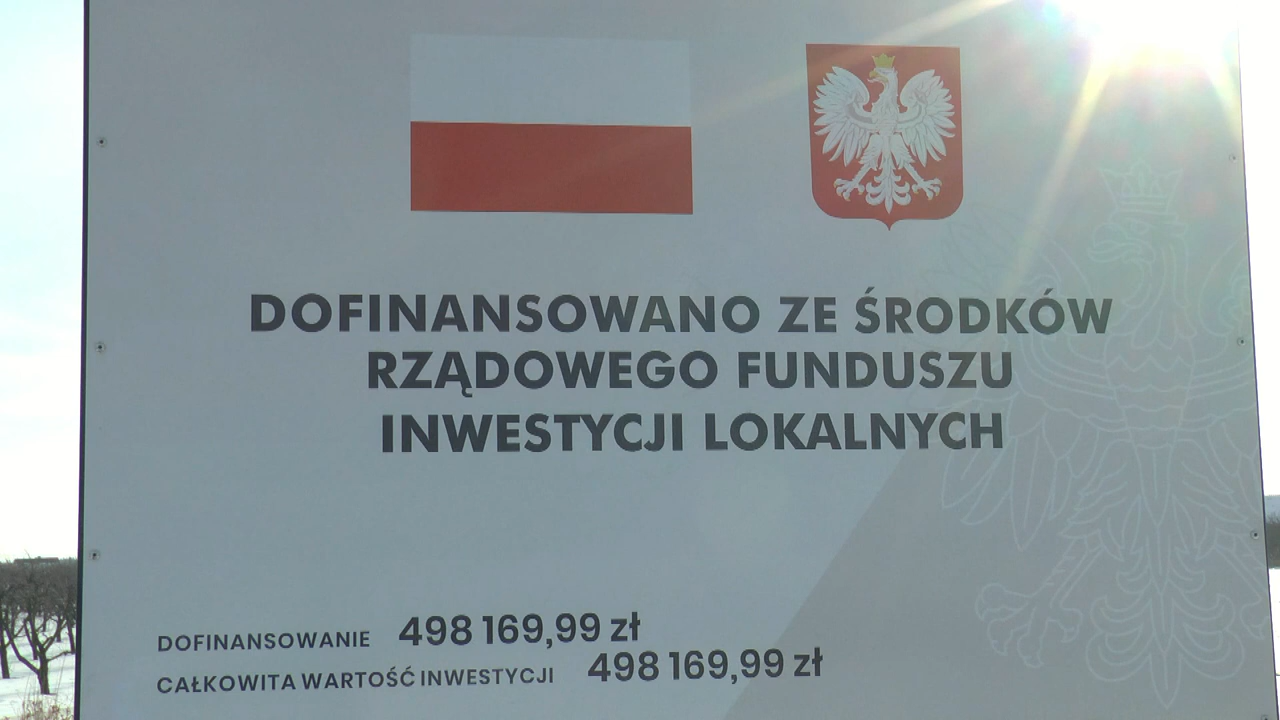 DOFINANSOWANO ZE ŚRODKÓW
RZĄDOWEGO FUNDUSZU
INWESTYCJI LOKALNYCH
DOFINANSOWANIE 498 169,99 zł
CAŁKOWITA WARTOŚĆ INWESTYCJI 498 169,99 zł